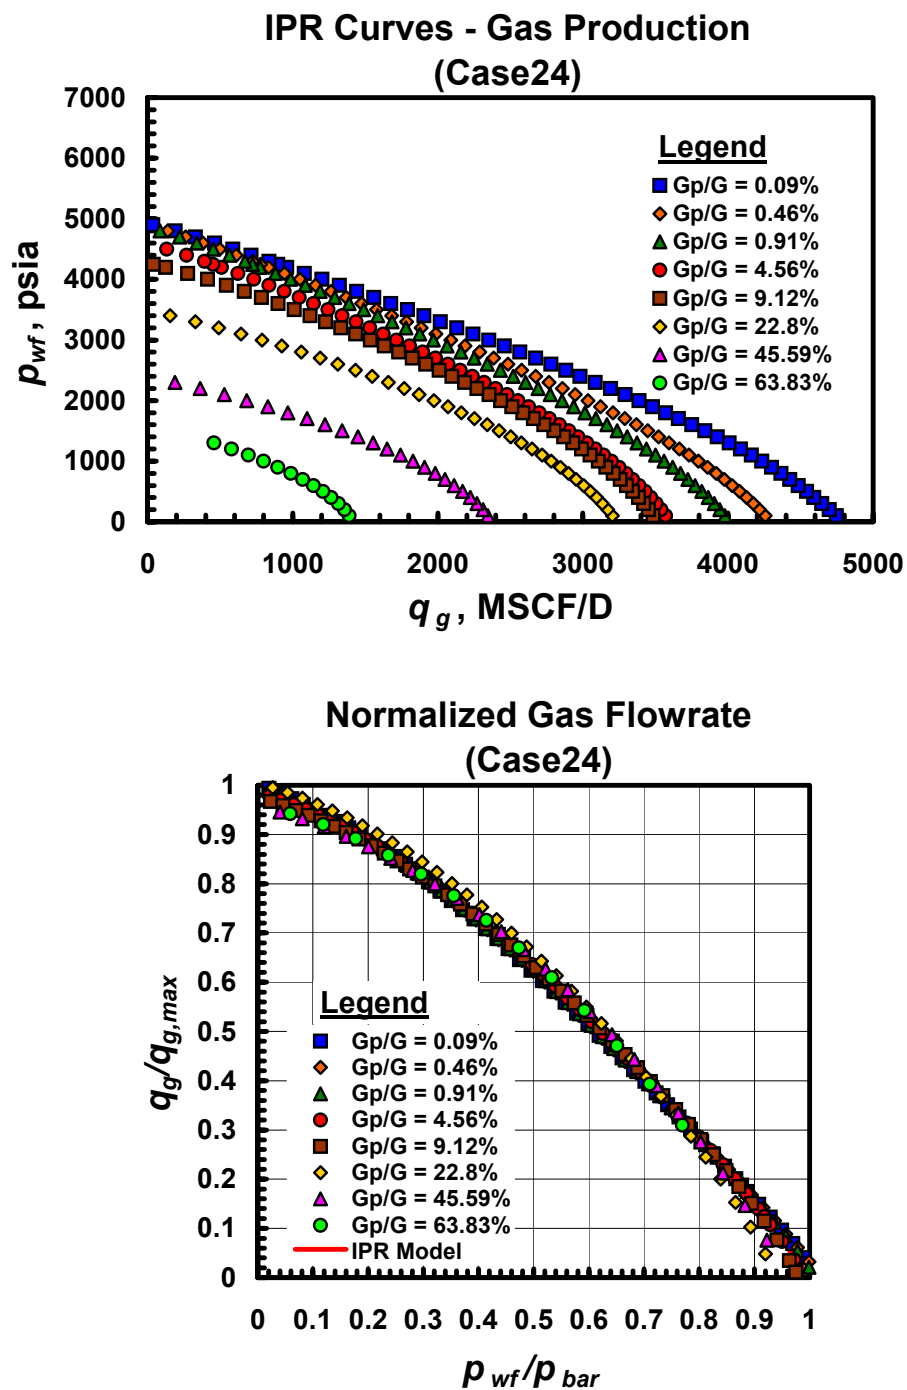 IPR Curves - Gas Production
(Case24)
7000
6000
5000
4000
3000
2000
1000
0
p wf , psia
Legend
Gp/G = 0.09%
Gp/G = 0.46%
Gp/G = 0.91%
Gp/G = 4.56%
Gp/G = 9.12%
Gp/G = 22.8%
Gp/G = 45.59%
Gp/G = 63.83%
0 1000 2000 3000 4000 5000
q g , MSCF/D
Normalized Gas Flowrate
(Case24)
1
0.9
0.8
0.7
0.6
0.5
0.4
0.3
0.2
0.1
0
q g /q g,max
Legend
Gp/G = 0.09%
Gp/G = 0.46%
Gp/G = 0.91%
Gp/G = 4.56%
Gp/G = 9.12%
Gp/G = 22.8%
Gp/G = 45.59%
Gp/G = 63.83%
IPR Model
0 0.1 0.2 0.3 0.4 0.5 0.6 0.7 0.8 0.9 1
p wf /p bar